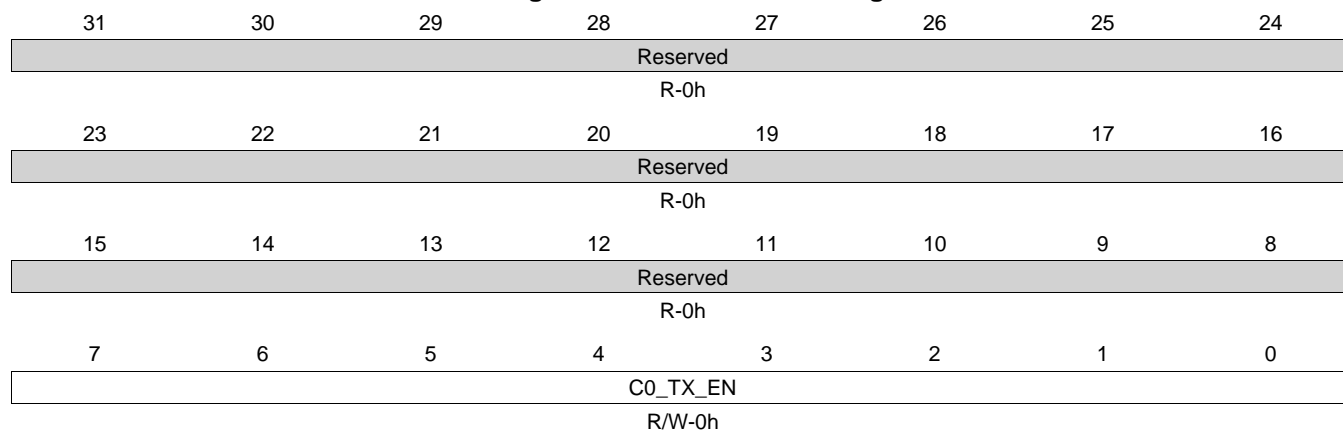 31 30 29 28 27 26 25 24
Reserved
R-0h
23 22 21 20 19 18 17 16
Reserved
R-0h
15 14 13 12 11 10 9 8
Reserved
R-0h
7 6 5 4 3 2 1 0
C0_TX_EN
R/W-0h